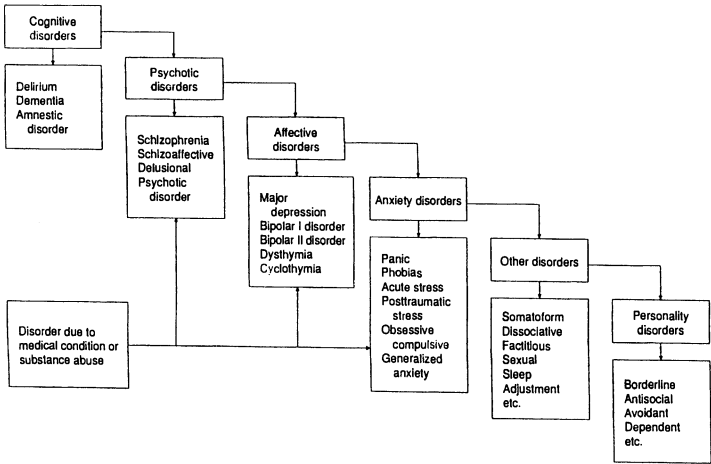 Cognitive
disorders
Delirium
Dementia
Amnestic
disorder
Psychotic
disorders
Schizophrenia
Schizoaffective
Delusional
Psychotic
disorder
Affective
disorders
Major
depression
Bipolar I disorder
Bipolar II disorder
Dysthymia
Cyclothymia
Anxiety disorders
Panic
Phobias
Acute stress
Posttraumatic
stress
Obsessive
compulsive
Generalized
anxiety
Other disorders
Somatoform
Dissociative
Factitious
Sexual
Sleep
Adjustment
etc.
Personality
disorders
Borderline
Antisocial
Avoidant
Dependent
etc.
Disorder due to
medical condition or
substance abuse